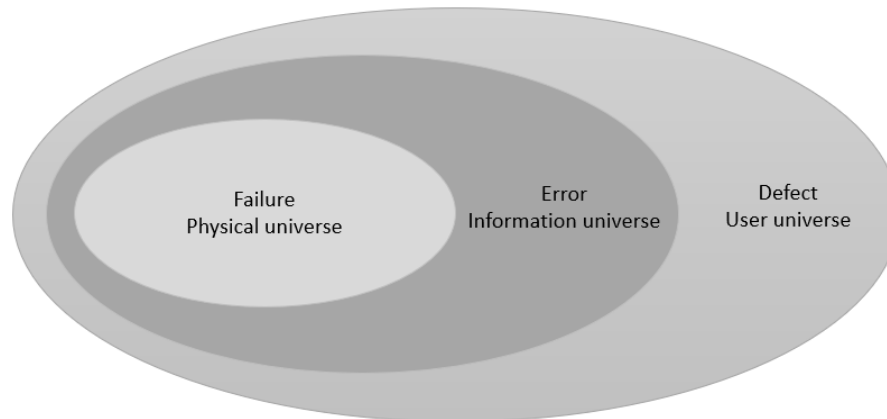 Failure
Physical universe
Error
Information universe
Defect
User universe